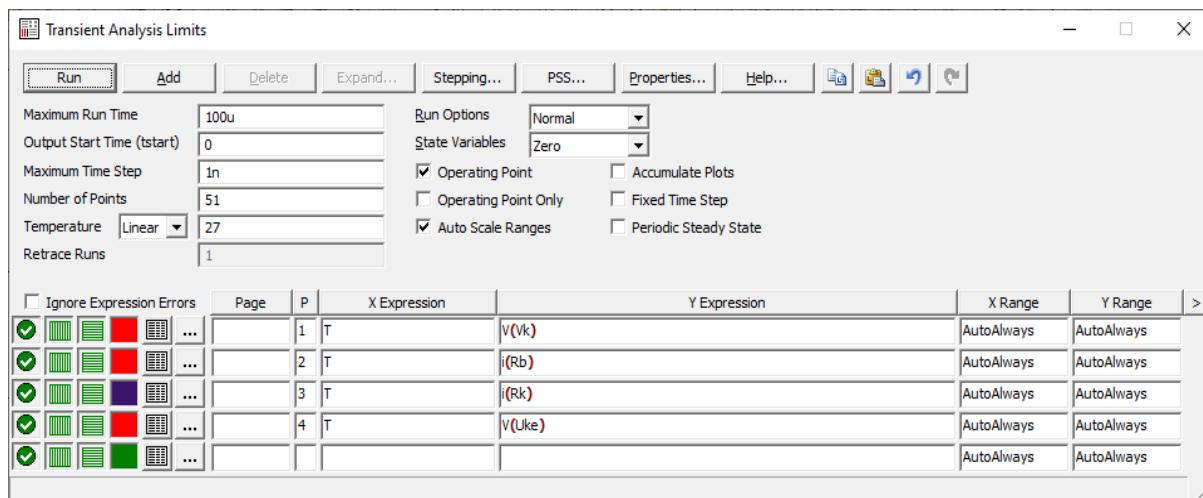 Transient Analysis Limits
Run Add Delete Expand... Stepping... PSS... Properties... Help...
Maximum Run Time 100u Run Options Normal
Output Start Time (tstart) 0 State Variables Zero
Maximum Time Step 1n Operating Point Accumulate Plots
Number of Points 51 Operating Point Only Fixed Time Step
Temperature Linear 27 Auto Scale Ranges Periodic Steady State
Retrace Runs 1
Ignore Expression Errors Page P X Expression Y Expression X Range Y Range >
... 1 T V(Vk) AutoAlways AutoAlways
... 2 T i(Rb) AutoAlways AutoAlways
... 3 T i(Rk) AutoAlways AutoAlways
... 4 T V(Uke) AutoAlways AutoAlways
... AutoAlways AutoAlways